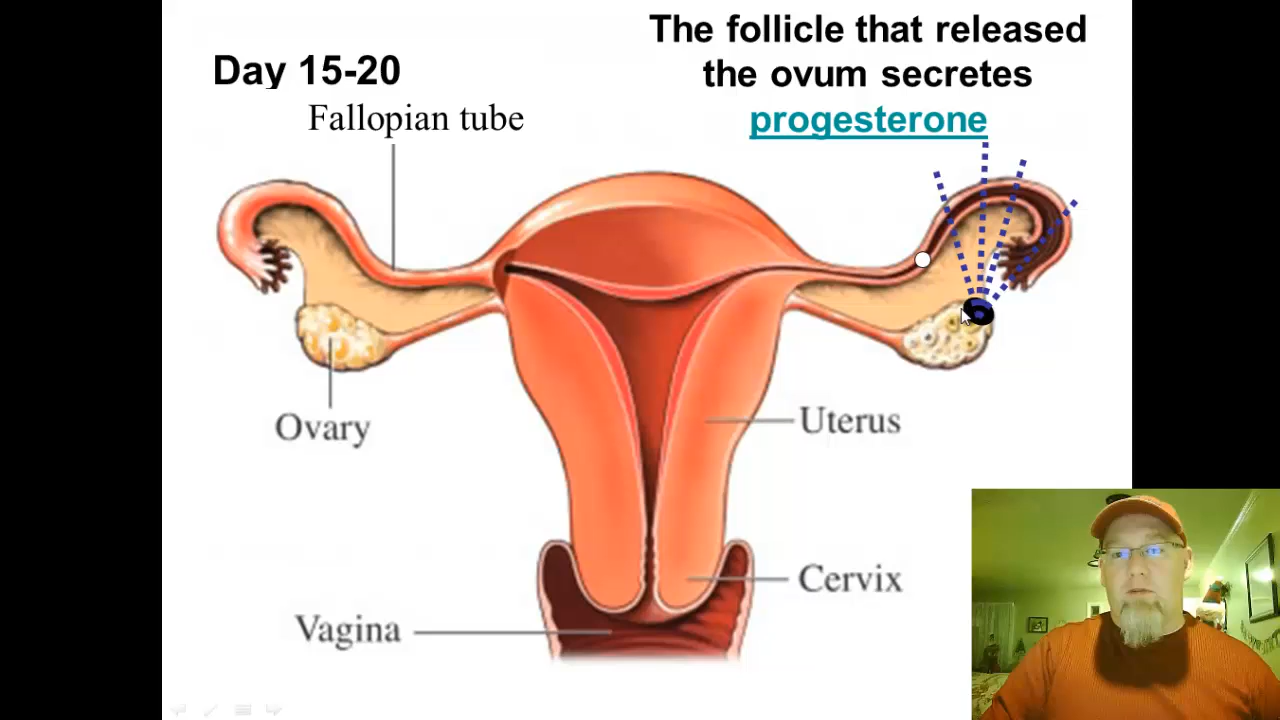 The follicle that released
the ovum secretes
progesterone
Day 15-20
Fallopian tube
Ovary
Uterus
Cervix
Vagina